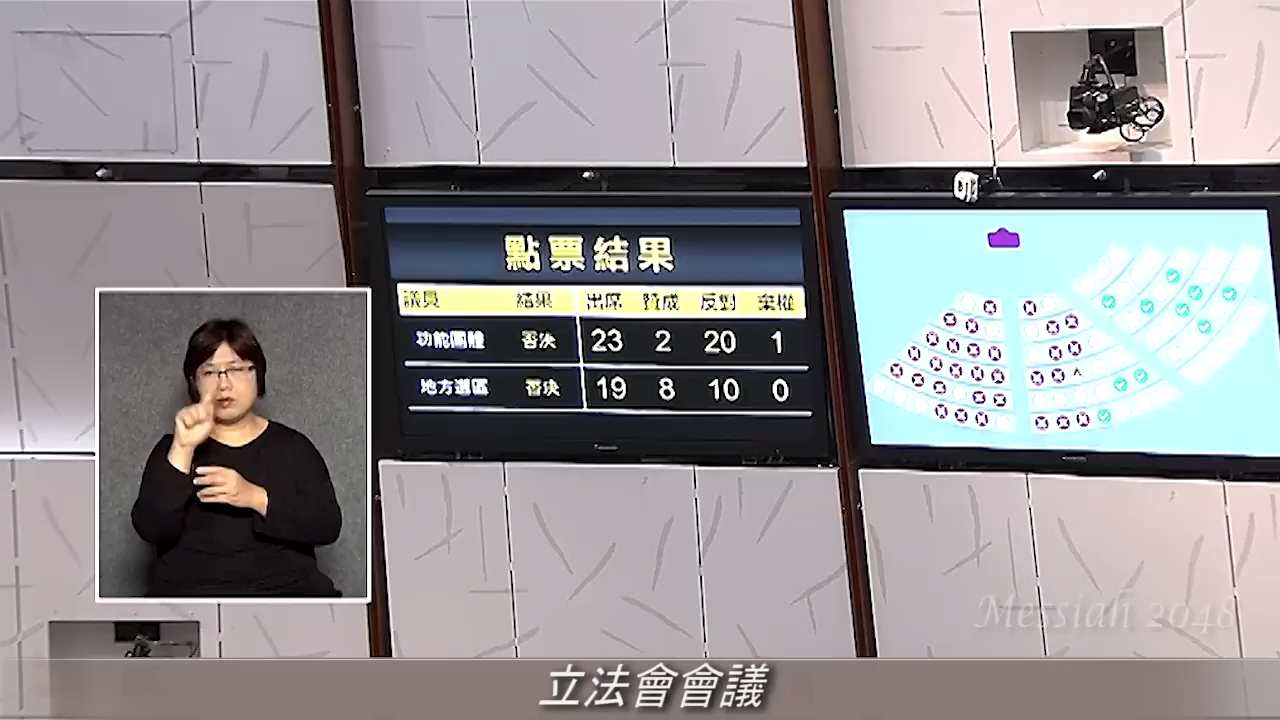 點票結果
議員 結果 出席 贊成 反對 棄權
功能團體 否決 23 2 20 1
地方選區 否決 19 8 10 0
Messiah 2048
立法會會議